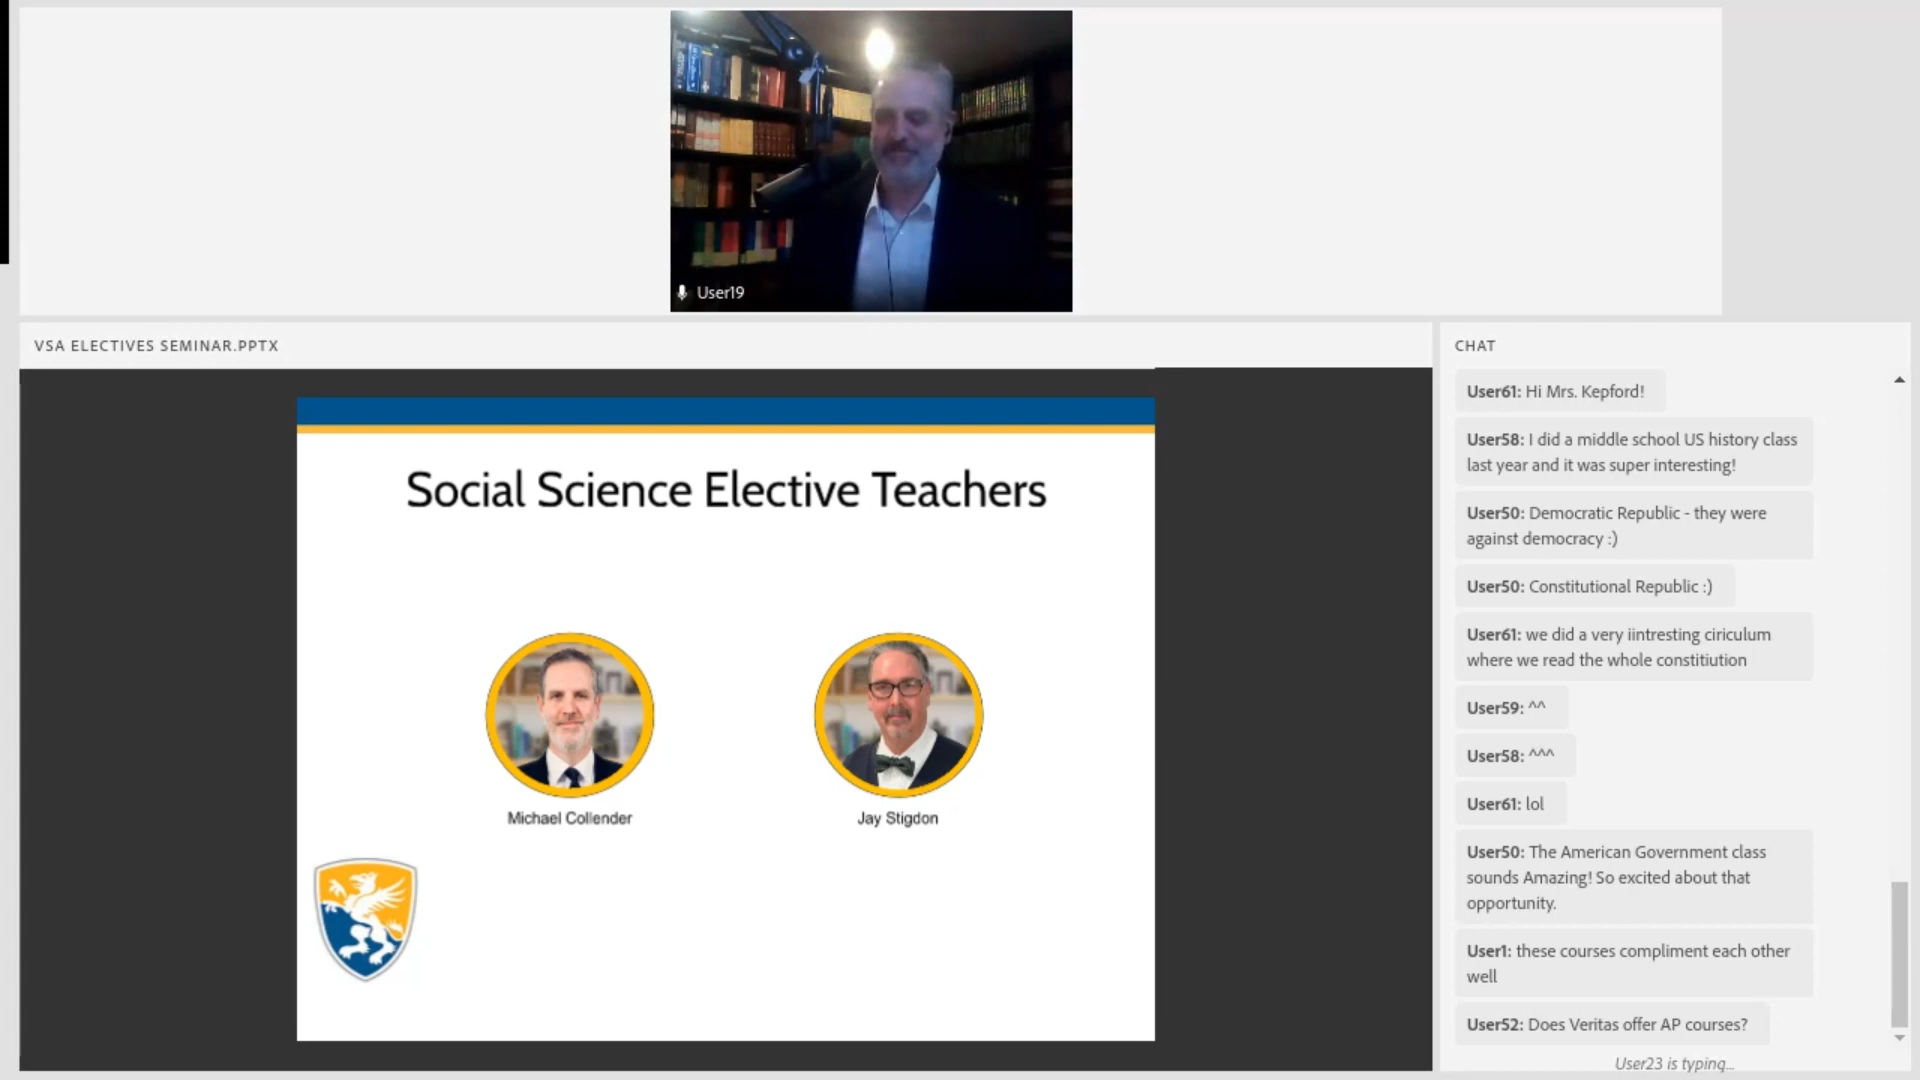 User19
VSA ELECTIVES SEMINAR.PPTX
Social Science Elective Teachers
Michael Collender
Jay Stigdon
CHAT
User61: Hi Mrs. Kepford!
User58: I did a middle school US history class
last year and it was super interesting!
User50: Democratic Republic - they were
against democracy :)
User50: Constitutional Republic :)
User61: we did a very iintresting ciriculum
where we read the whole constitiution
User59: ^^
User58: ^^^
User61: lol
User50: The American Government class
sounds Amazing! So excited about that
opportunity.
User1: these courses compliment each other
well
User52: Does Veritas offer AP courses?
User23 is typing...